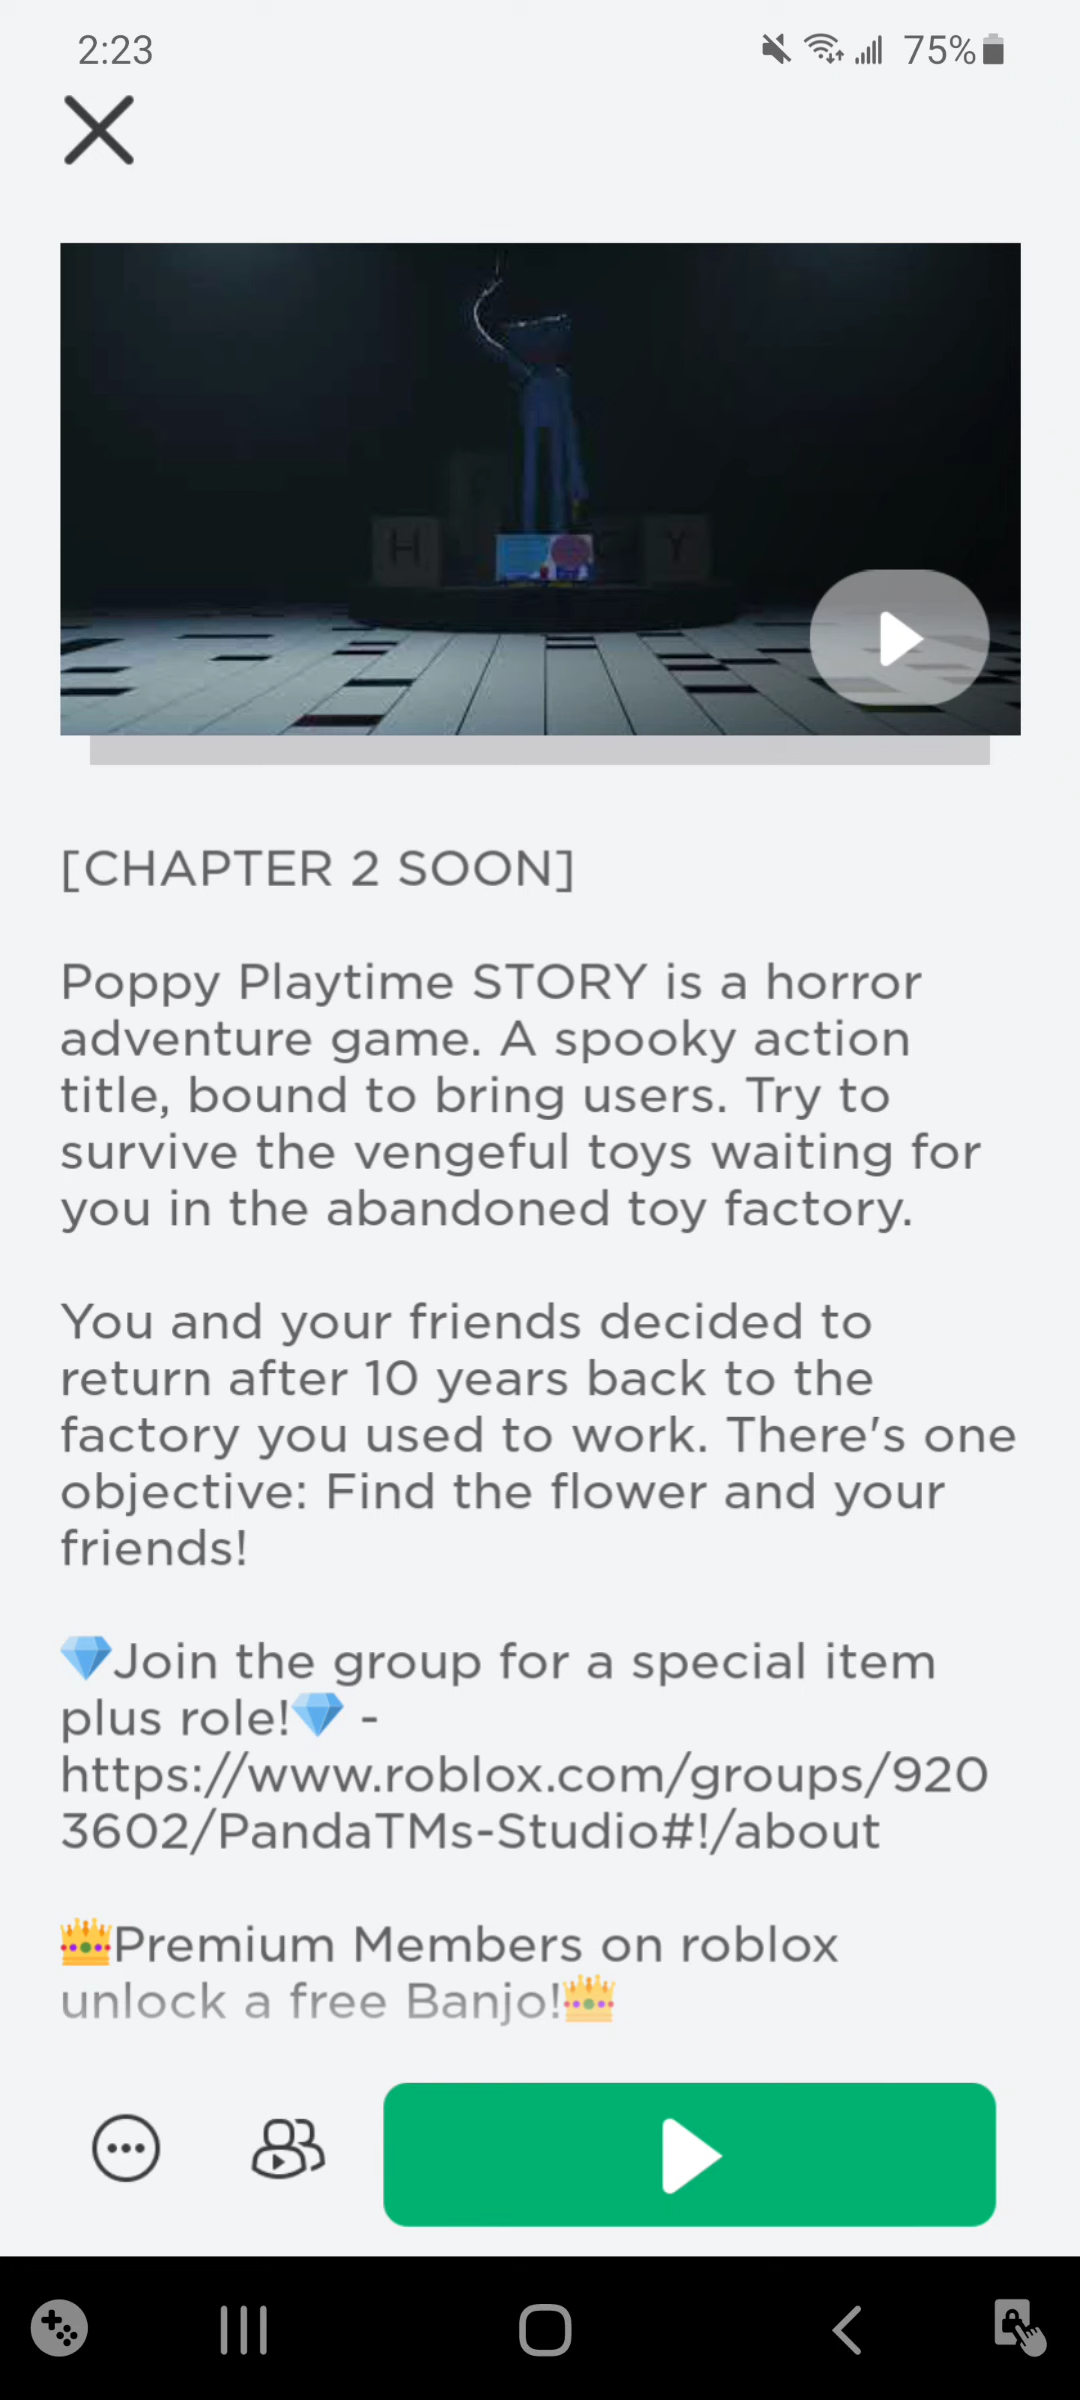 2:23
75%
H
Y
[CHAPTER 2 SOON]
Poppy Playtime STORY is a horror
adventure game. A spooky action
title, bound to bring users. Try to
survive the vengeful toys waiting for
you in the abandoned toy factory.
You and your friends decided to
return after 10 years back to the
factory you used to work. There's one
objective: Find the flower and your
friends!
💎Join the group for a special item
plus role!💎 -
https://www.roblox.com/groups/920
3602/PandaTMs-Studio#!/about
👑Premium Members on roblox
unlock a free Banjo!👑